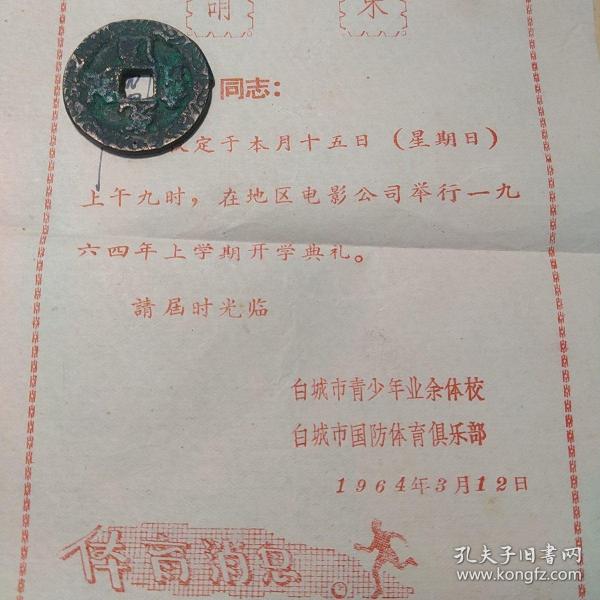 请 柬
同志：
定于本月十五日（星期日）
上午九时，在地区电影公司举行一九
六四年上学期开学典礼。
請屆时光临
白城市青少年业余体校
白城市国防体育俱乐部
1964年3月12日
体育消息
孔夫子旧书网
www.kongfz.com